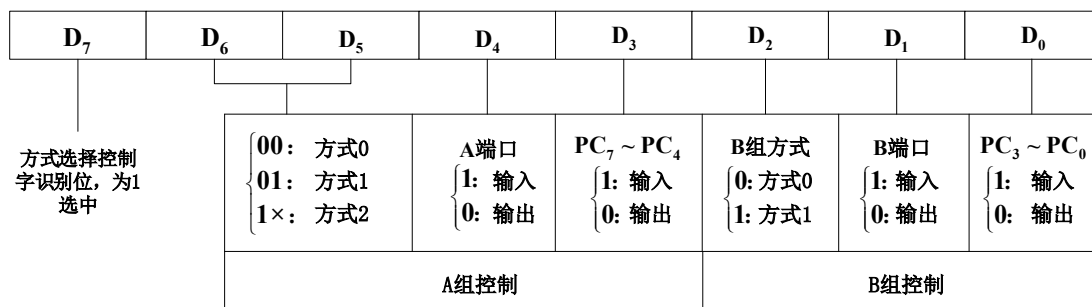 D₇ D₆ D₅ D₄ D₃ D₂ D₁ D₀
方式选择控制
字识别位，为1
选中
00： 方式0
01： 方式1
1×： 方式2
A端口
1：输入
0：输出
PC₇ ~ PC₄
1：输入
0：输出
B组方式
0：方式0
1：方式1
B端口
1：输入
0：输出
PC₃ ~ PC₀
1：输入
0：输出
A组控制
B组控制